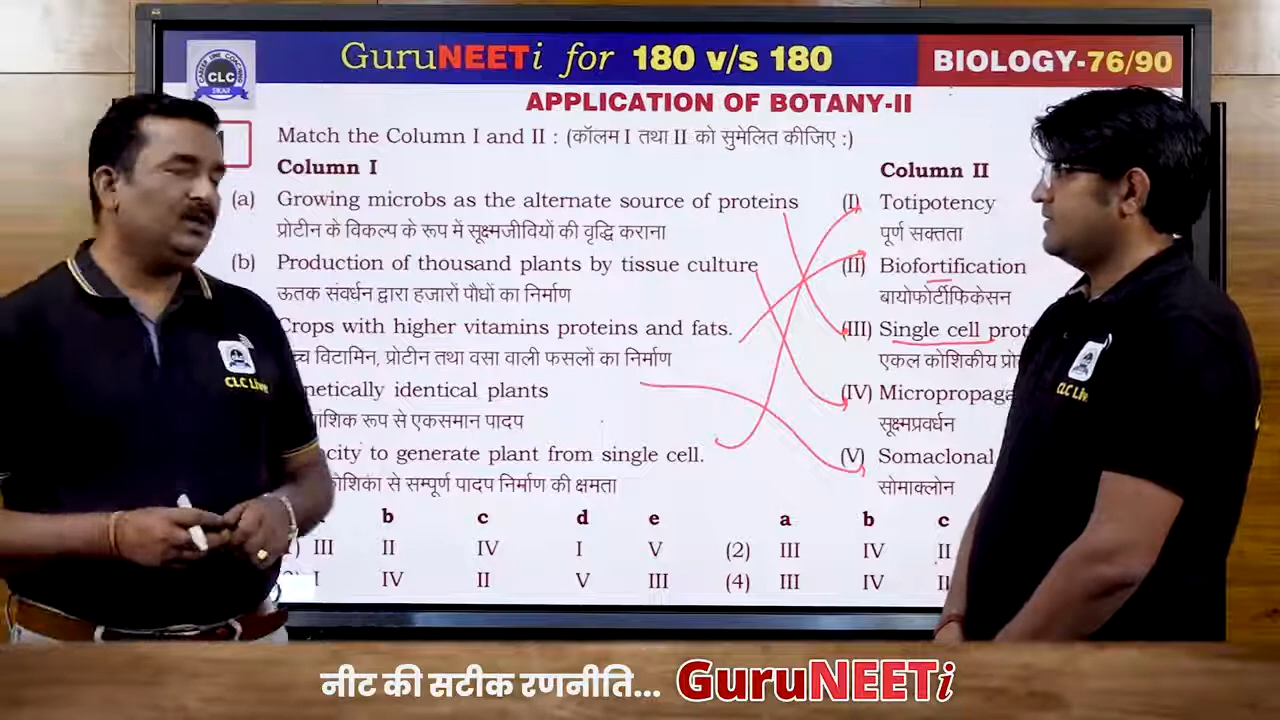 GuruNEETi for 180 v/s 180
BIOLOGY-76/90
CLC
SIKAR
APPLICATION OF BOTANY-II
Match the Column I and II : (कॉलम I तथा II को सुमेलित कीजिए :)
Column I
Column II
(a) Growing microbs as the alternate source of proteins
(I) Totipotency
प्रोटीन के विकल्प के रूप में सूक्ष्मजीवियों की वृद्धि कराना
पूर्ण सक्तता
(b) Production of thousand plants by tissue culture
(II) Biofortification
ऊतक संवर्धन द्वारा हजारों पौधों का निर्माण
बायोफोर्टीफिकेसन
Crops with higher vitamins proteins and fats.
(III) Single cell
विटामिन, प्रोटीन तथा वसा वाली फसलों का निर्माण
एकल कोशिकीय
identical plants
(IV)
रूप से एकसमान पादप
सूक्ष्मप्रवर्धन
to generate plant from single cell.
(V) Somaclonal
से सम्पूर्ण पादप निर्माण की क्षमता
सोमाक्लोन
b c d e
a b c
III II IV I V
(2) III IV II
I IV II V III
(4) III IV
CLC Live
CLC Live
नीट की सटीक रणनीति... GuruNEETi